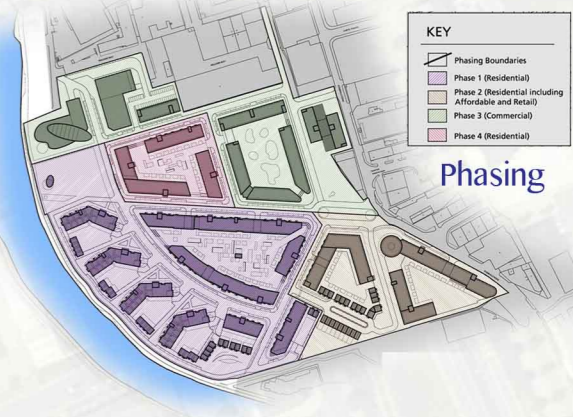 KEY
Phasing Boundaries
Phase 1 (Residential)
Phase 2 (Residential including
Affordable and Retail)
Phase 3 (Commercial)
Phase 4 (Residential)
Phasing